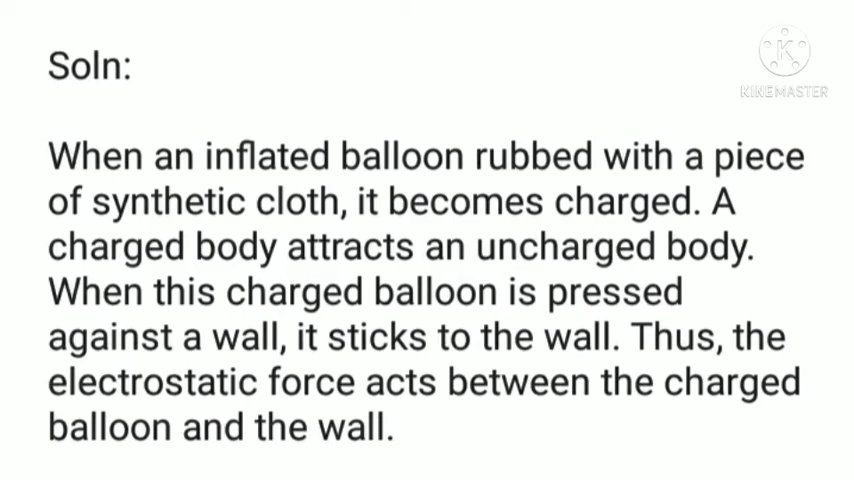 Soln:
K
KINEMASTER
When an inflated balloon rubbed with a piece
of synthetic cloth, it becomes charged. A
charged body attracts an uncharged body.
When this charged balloon is pressed
against a wall, it sticks to the wall. Thus, the
electrostatic force acts between the charged
balloon and the wall.